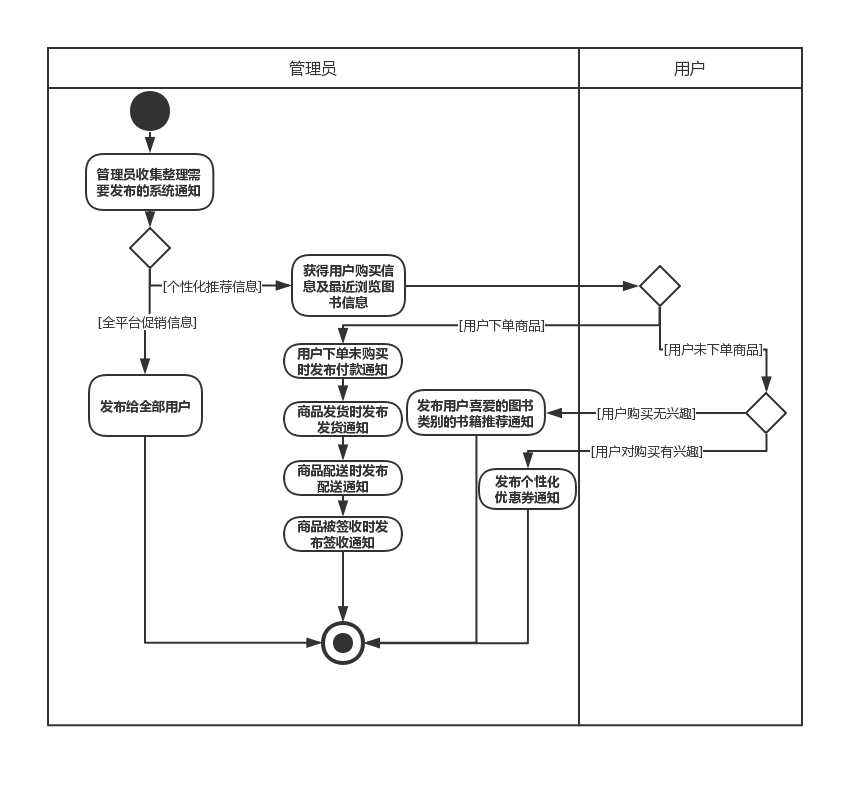 管理员
用户
管理员收集整理需
要发布的系统通知
[个性化推荐信息]
获得用户购买信
息及最近浏览图
书信息
[全平台促销信息]
[用户下单商品]
[用户未下单商品]
用户下单未购买
时发布付款通知
发布给全部用户
商品发货时发布
发货通知
发布用户喜爱的图书
类别的书籍推荐通知
[用户购买无兴趣]
[用户对购买有兴趣]
商品配送时发布
配送通知
发布个性化
优惠券通知
商品被签收时发
布签收通知